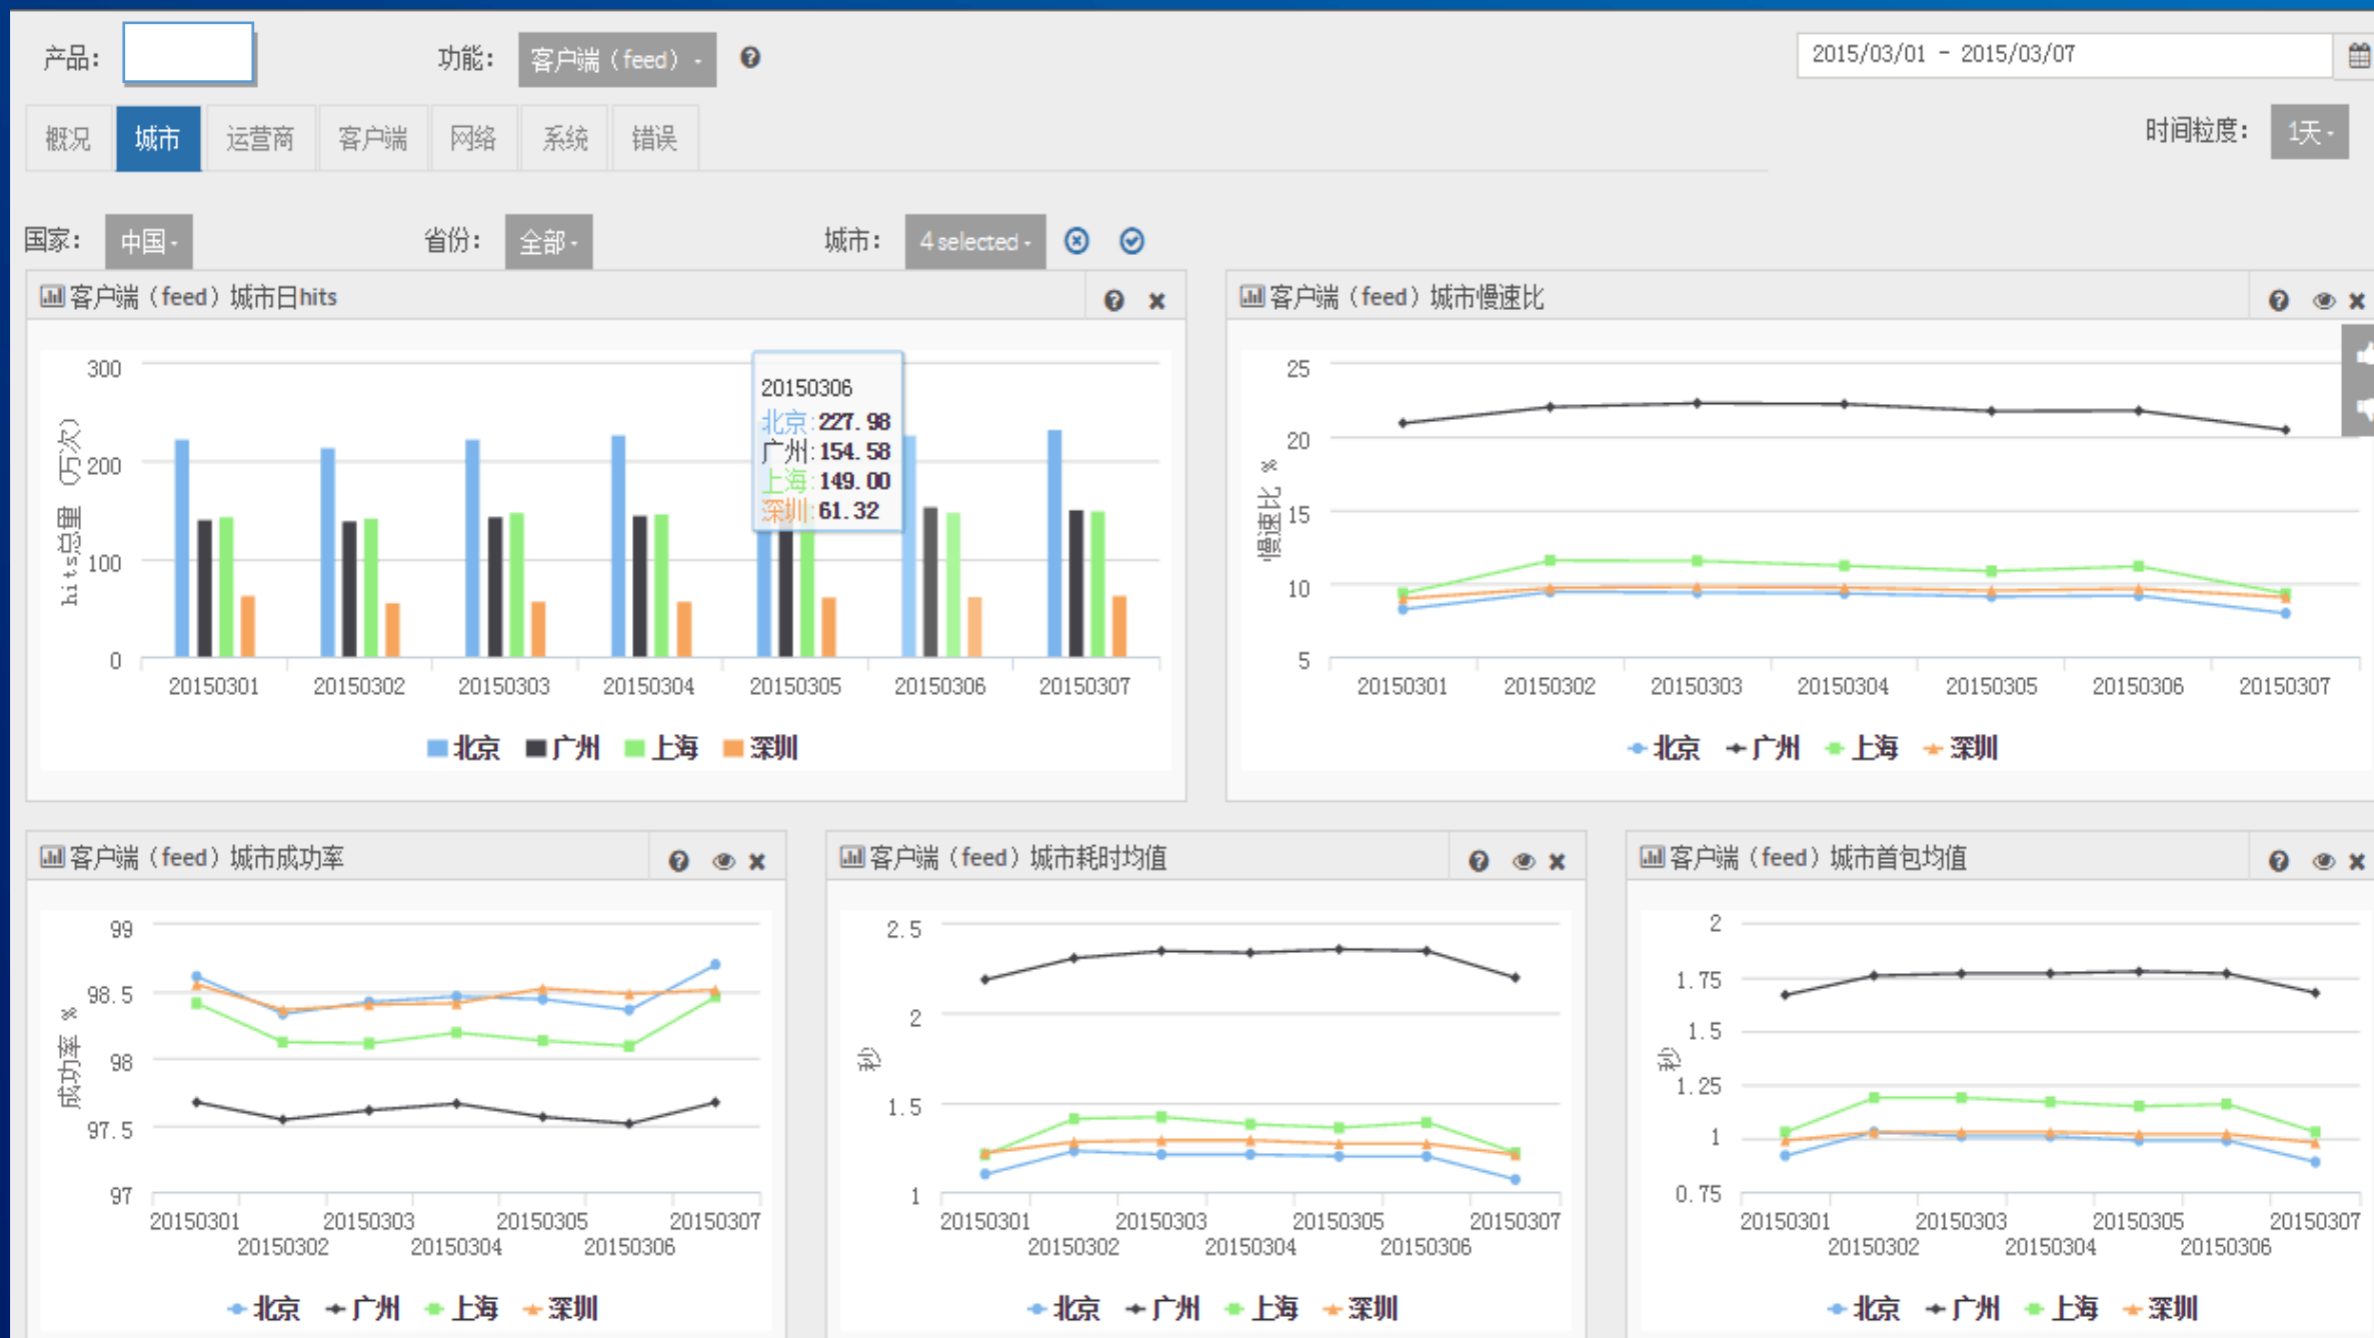 产品: 功能: 客户端（feed） 2015/03/01 - 2015/03/07
概况 城市 运营商 客户端 网络 系统 错误 时间粒度: 1天
国家: 中国 省份: 全部 城市: 4 selected
客户端（feed）城市日hits
300
200
100
0
hits总量（万次）
20150306
北京: 227.98
广州: 154.58
上海: 149.00
深圳: 61.32
20150301 20150302 20150303 20150304 20150305 20150306 20150307
北京 广州 上海 深圳
客户端（feed）城市慢速比
25
20
15
10
5
慢速比 %
20150301 20150302 20150303 20150304 20150305 20150306 20150307
北京 广州 上海 深圳
客户端（feed）城市成功率
99
98.5
98
97.5
97
成功率 %
20150301 20150303 20150305 20150307
20150302 20150304 20150306
北京 广州 上海 深圳
客户端（feed）城市耗时均值
2.5
2
1.5
1
秒
20150301 20150303 20150305 20150307
20150302 20150304 20150306
北京 广州 上海 深圳
客户端（feed）城市首包均值
2
1.75
1.5
1.25
1
0.75
秒
20150301 20150303 20150305 20150307
20150302 20150304 20150306
北京 广州 上海 深圳